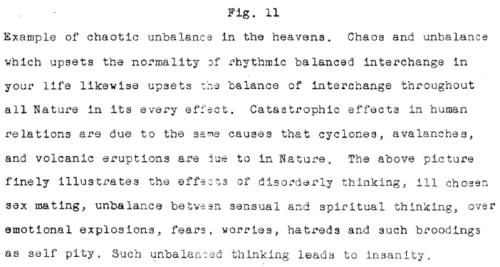 Fig. 11
Example of chaotic unbalance in the heavens. Chaos and unbalance
which upsets the normality of rhythmic balanced interchange in
your life likewise upsets the balance of interchange throughout
all Nature in its every effect. Catastrophic effects in human
relations are due to the same causes that cyclones, avalanches,
and volcanic eruptions are due to in Nature. The above picture
finely illustrates the effects of disorderly thinking, ill chosen
sex mating, unbalance between sensual and spiritual thinking, over
emotional explosions, fears, worries, hatreds and such broodings
as self pity. Such unbalanced thinking leads to insanity.